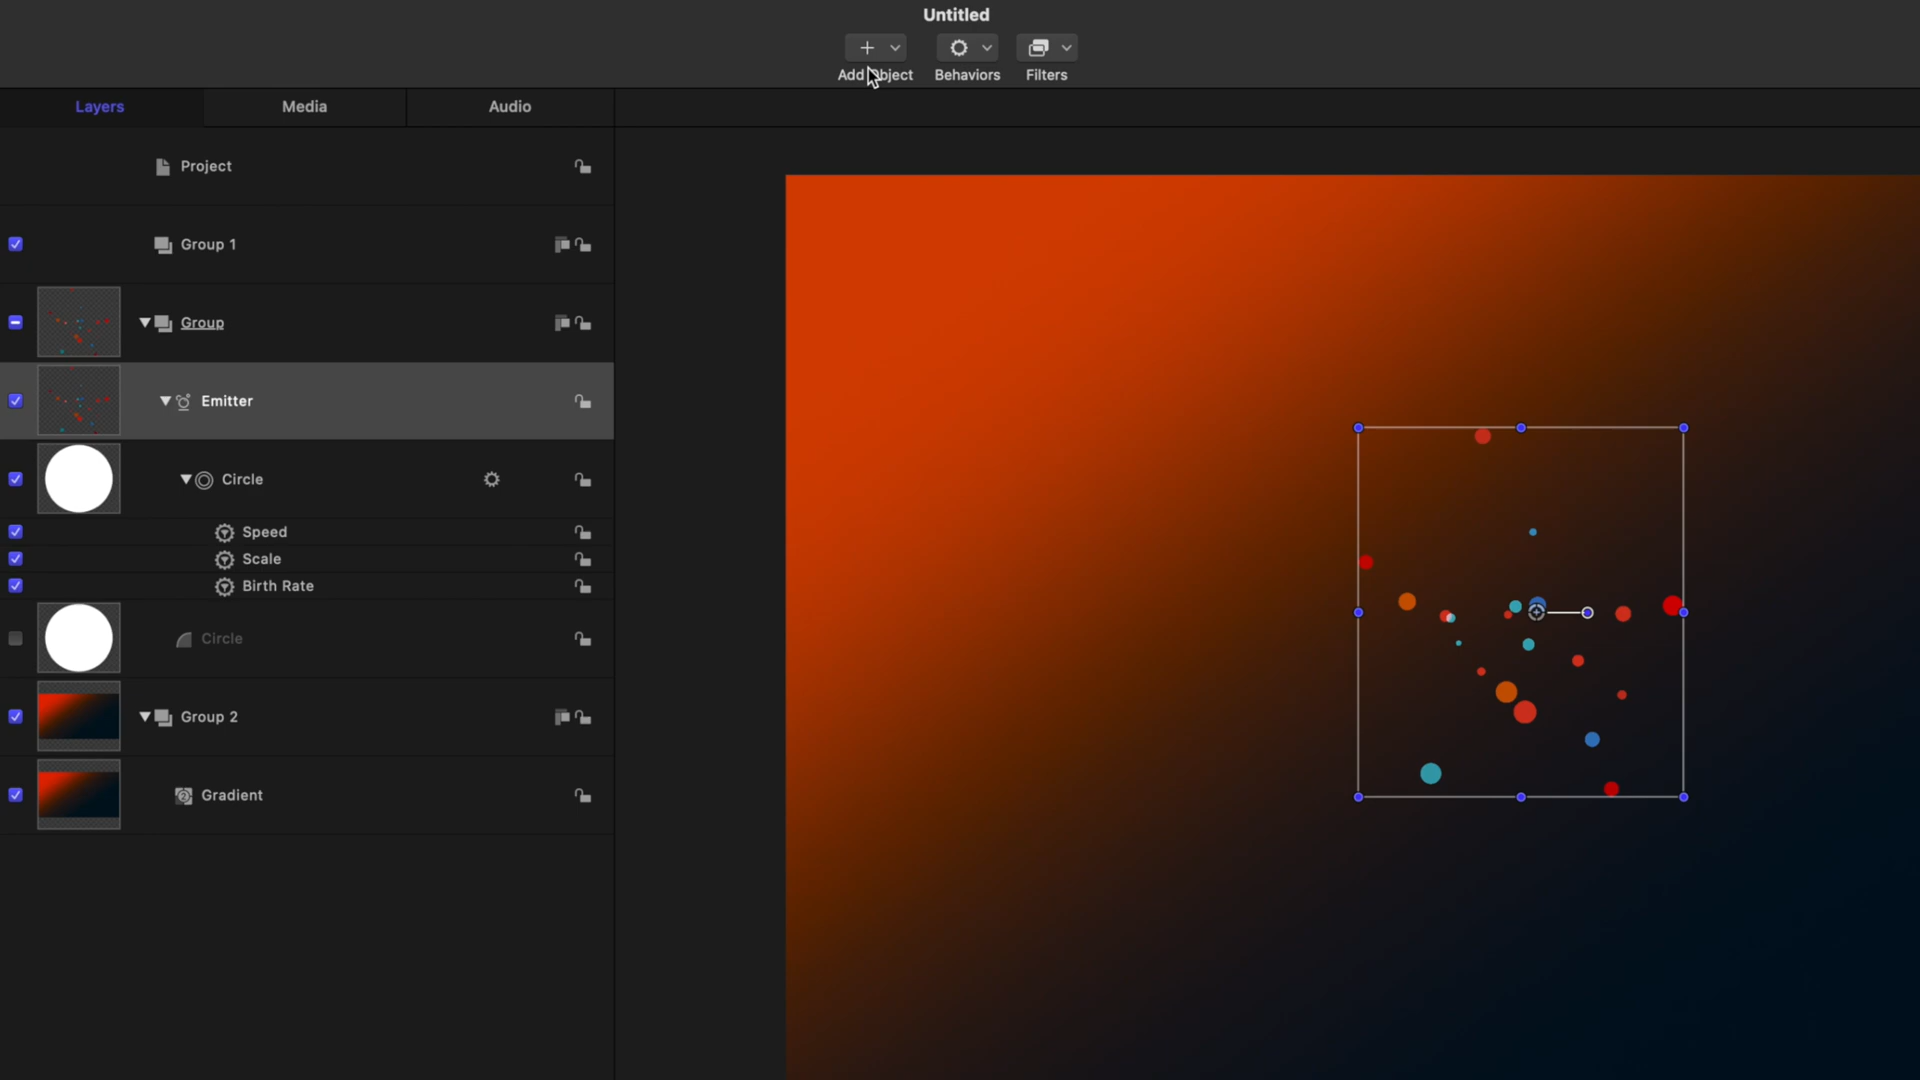 Untitled
Add Object
Behaviors
Filters
Layers
Media
Audio
Project
Group 1
Group
Emitter
Circle
Speed
Scale
Birth Rate
Circle
Group 2
Gradient